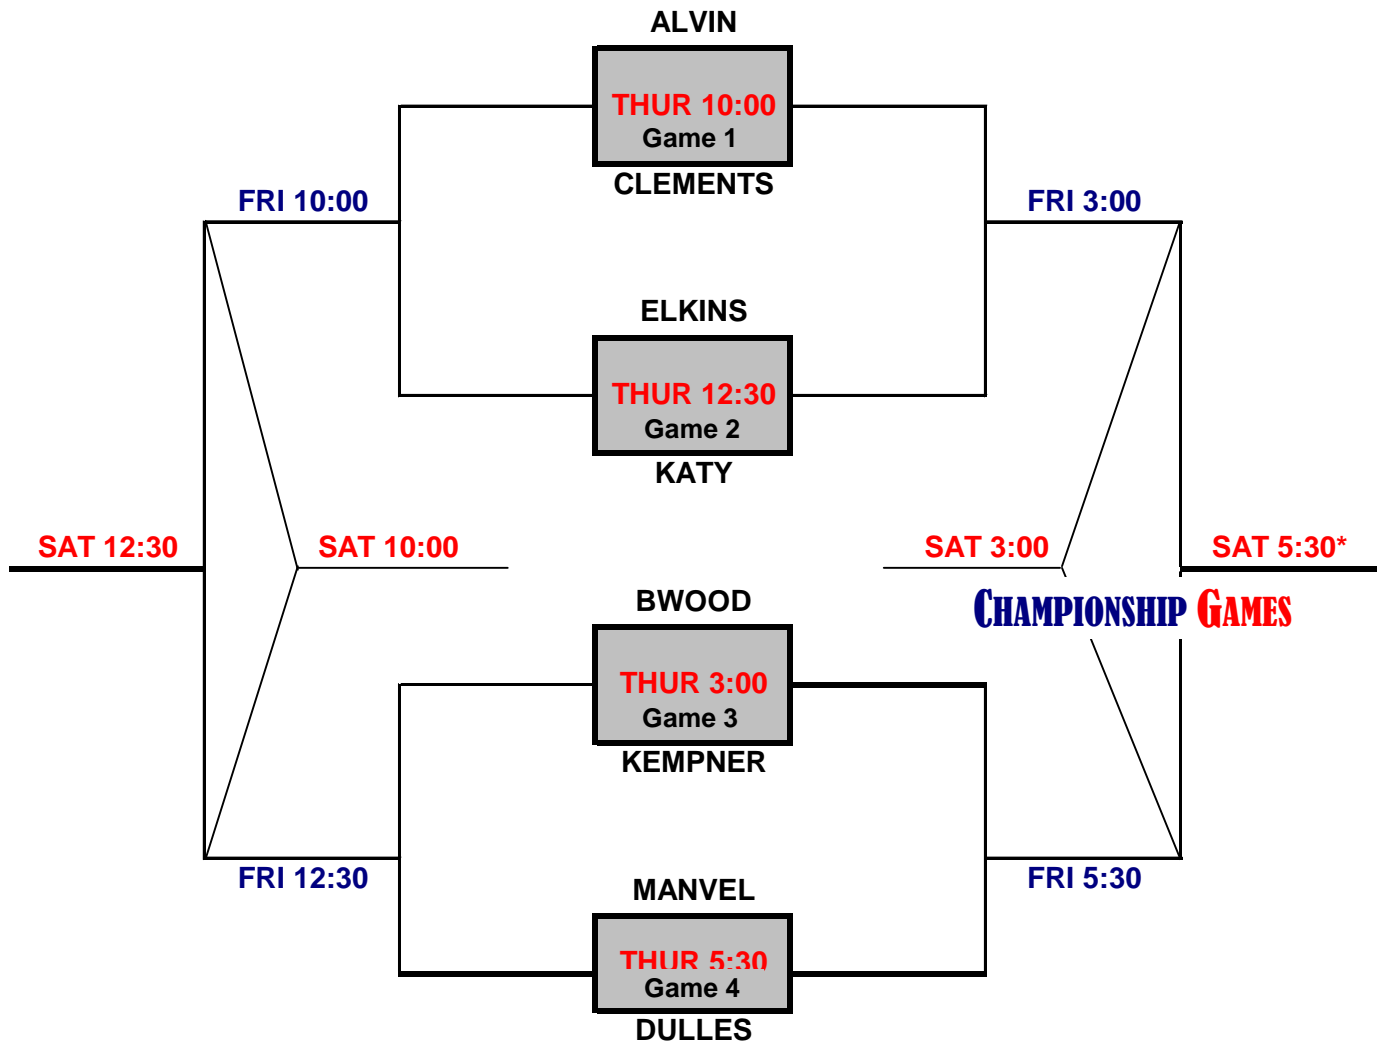 ALVIN
THUR 10:00
Game 1
CLEMENTS
FRI 10:00
FRI 3:00
ELKINS
THUR 12:30
Game 2
KATY
SAT 12:30
SAT 10:00
SAT 3:00
SAT 5:30*
BWOOD
CHAMPIONSHIP GAMES
THUR 3:00
Game 3
KEMPNER
FRI 12:30
FRI 5:30
MANVEL
THUR 5:30
Game 4
DULLES